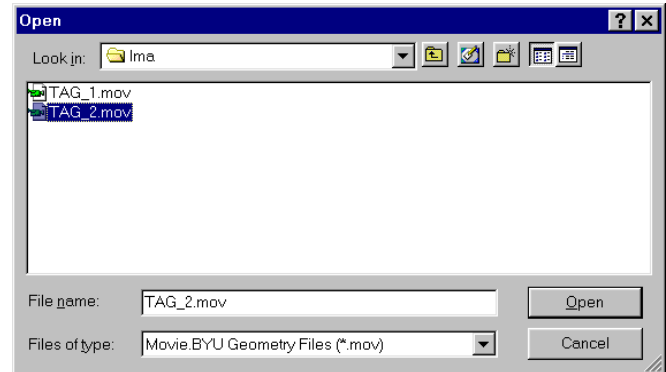 Open
Look in: Ima
TAG_1.mov
TAG_2.mov
File name: TAG_2.mov Open
Files of type: Movie.BYU Geometry Files (*.mov) Cancel